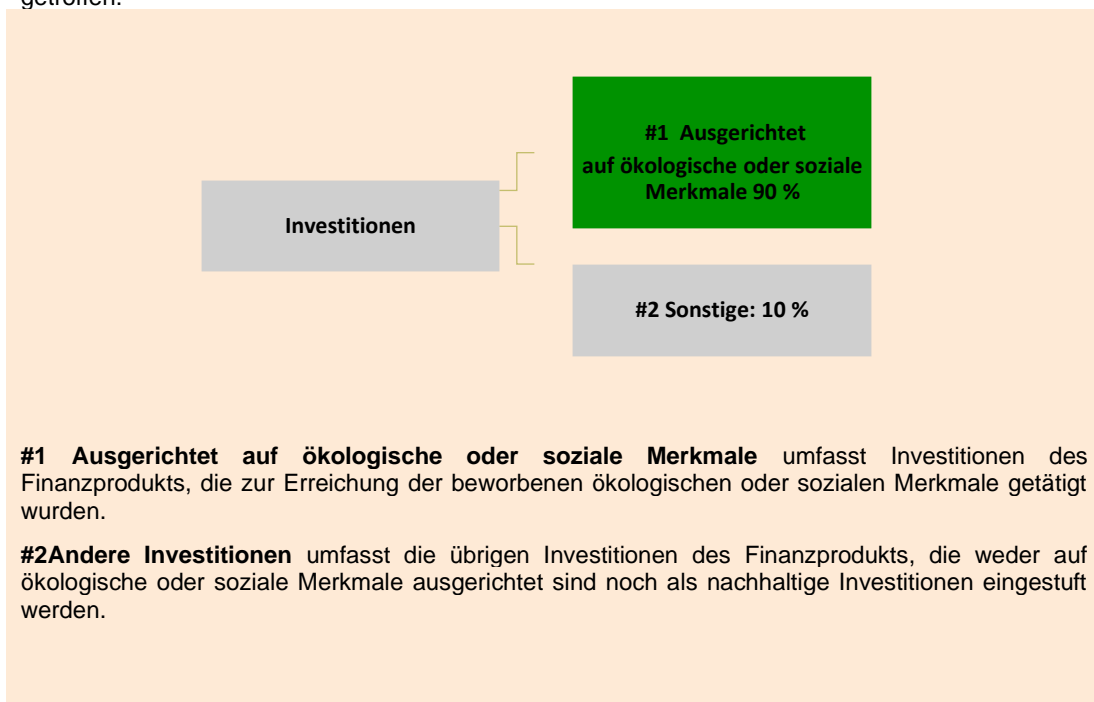 getroffen.
#1 Ausgerichtet
auf ökologische oder soziale
Merkmale 90 %
Investitionen
#2 Sonstige: 10 %
#1 Ausgerichtet auf ökologische oder soziale Merkmale umfasst Investitionen des
Finanzprodukts, die zur Erreichung der beworbenen ökologischen oder sozialen Merkmale getätigt
wurden.
#2Andere Investitionen umfasst die übrigen Investitionen des Finanzprodukts, die weder auf
ökologische oder soziale Merkmale ausgerichtet sind noch als nachhaltige Investitionen eingestuft
werden.